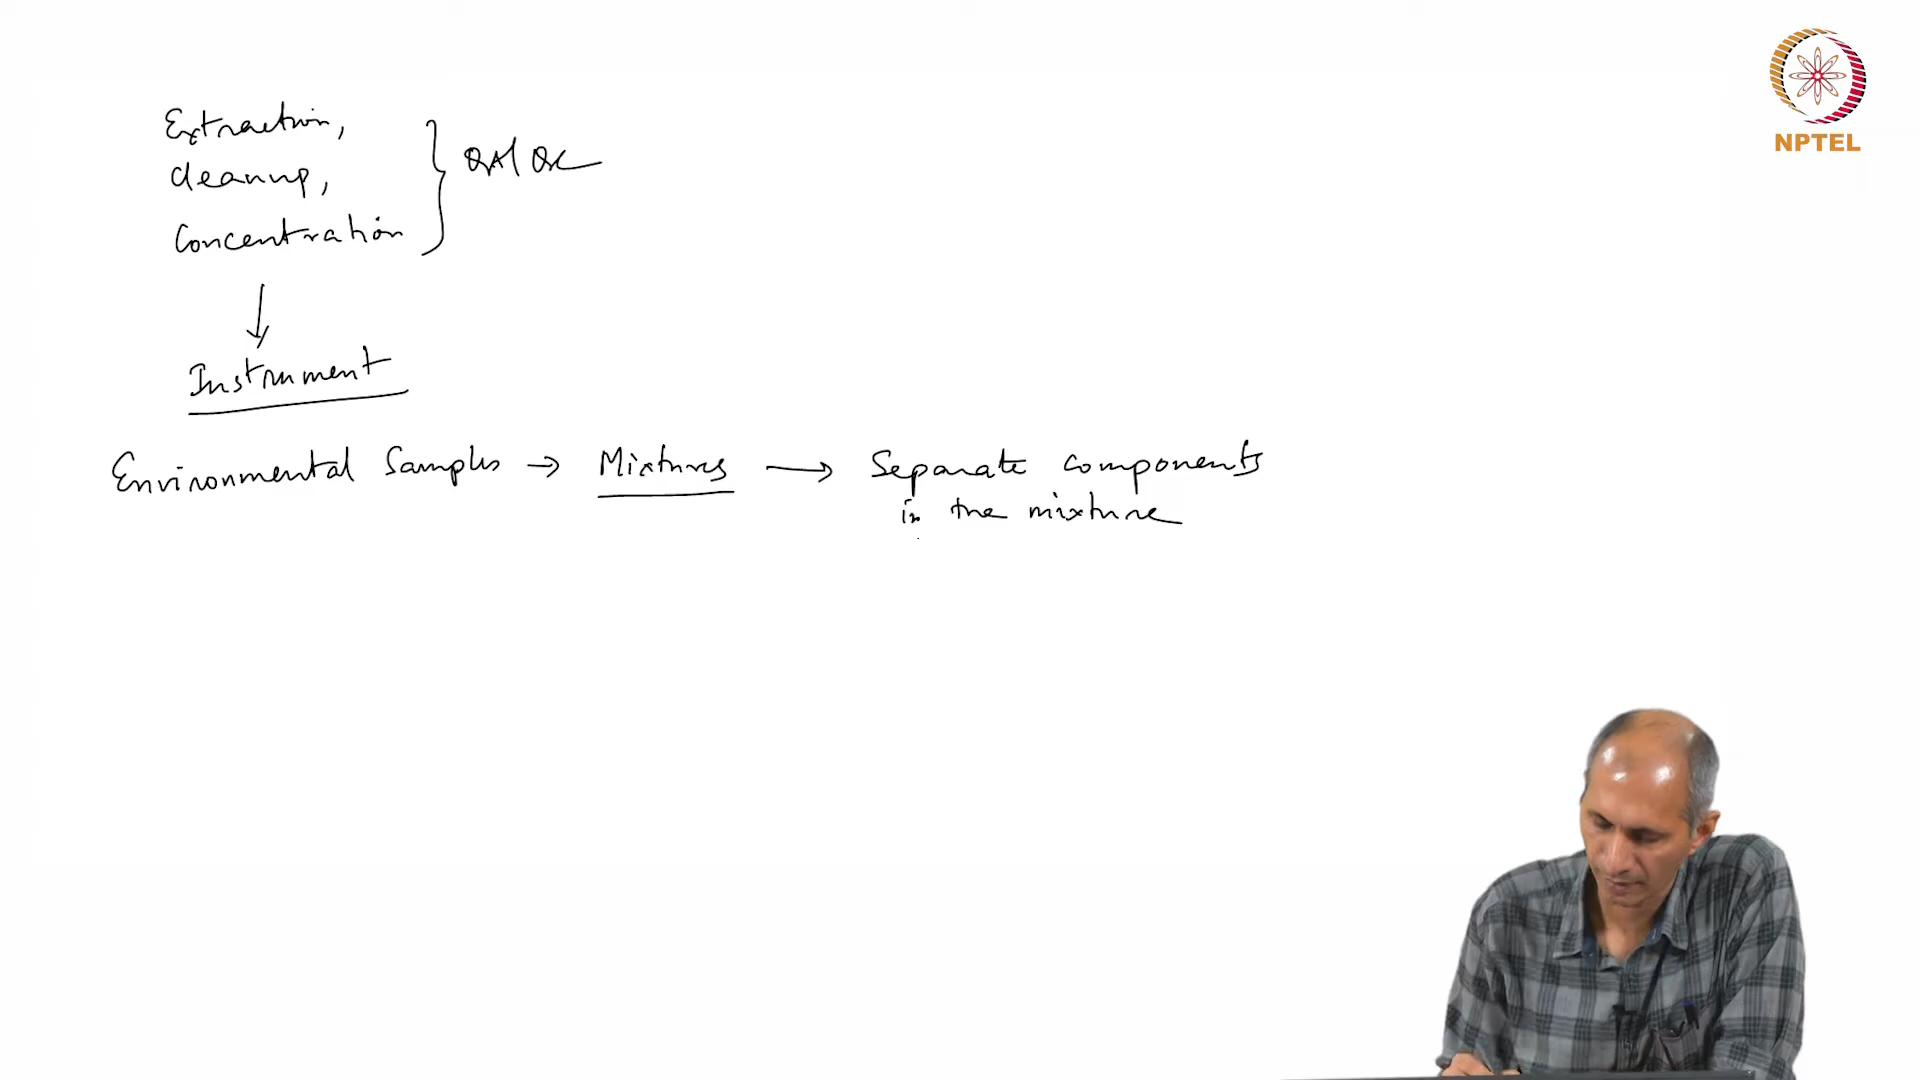 Extraction,
cleanup,
Concentration
QA/QC
Instrument
Environmental Samples → Mixtures → Separate components
in the mixture
NPTEL